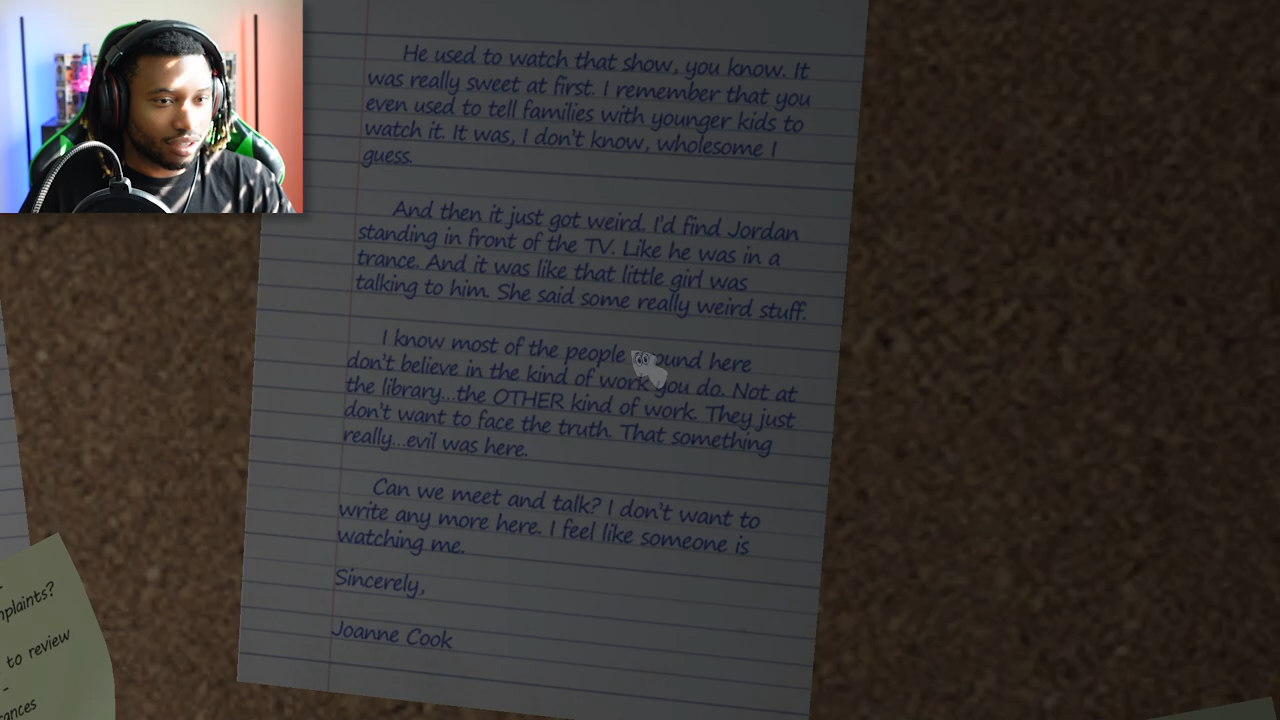 He used to watch that show, you know. It
was really sweet at first. I remember that you
even used to tell families with younger kids to
watch it. It was, I don't know, wholesome I
guess.
And then it just got weird. I'd find Jordan
standing in front of the TV. Like he was in a
trance. And it was like that little girl was
talking to him. She said some really weird stuff.
I know most of the people around here
don't believe in the kind of work you do. Not at
the library...the OTHER kind of work. They just
don't want to face the truth. That something
really...evil was here.
Can we meet and talk? I don't want to
write any more here. I feel like someone is
watching me.
Sincerely,
Joanne Cook
to review